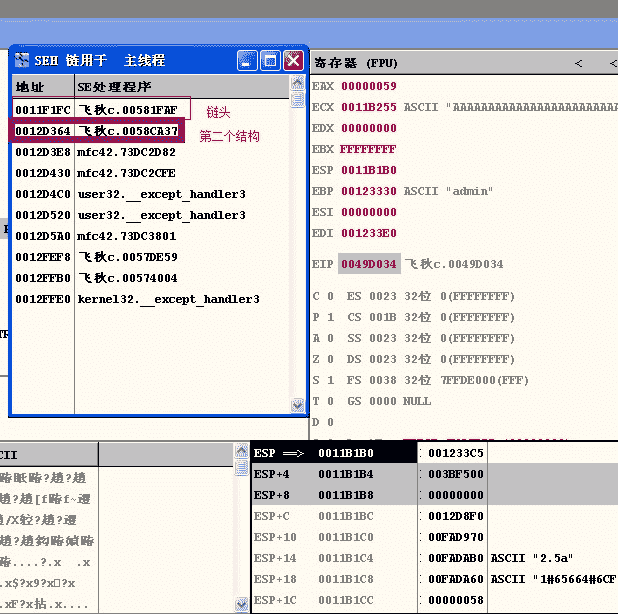 SEH 链用于 主线程
地址 SE处理程序
0011F1FC 飞秋c.00581FAF
链头
0012D364 飞秋c.0058CA37
第二个结构
0012D3E8 mfc42.73DC2D82
0012D430 mfc42.73DC2CFE
0012D4C0 user32.__except_handler3
0012D520 user32.__except_handler3
0012D5A0 mfc42.73DC3801
0012FEF8 飞秋c.0057DE59
0012FFB0 飞秋c.00574004
0012FFE0 kernel32.__except_handler3
寄存器 (FPU) < <
EAX 00000059
ECX 0011B255 ASCII "AAAAAAAAAAAAAAAAAAAAAAAA
EDX 00000000
EBX FFFFFFFF
ESP 0011B1B0
EBP 00123330 ASCII "admin"
ESI 00000000
EDI 001233E0
EIP 0049D034 飞秋c.0049D034
C 0 ES 0023 32位 0(FFFFFFFF)
P 1 CS 001B 32位 0(FFFFFFFF)
A 0 SS 0023 32位 0(FFFFFFFF)
Z 0 DS 0023 32位 0(FFFFFFFF)
S 1 FS 0038 32位 7FFDE000(FFF)
T 0 GS 0000 NULL
D 0
CII
ESP ==> 0011B1B0 001233C5
ESP+4 0011B1B4 003BF500
ESP+8 0011B1B8 00000000
ESP+C 0011B1BC 0012D8F0
ESP+10 0011B1C0 00FAD970
ESP+14 0011B1C4 00FADAB0 ASCII "2.5a"
ESP+18 0011B1C8 00FADA60 ASCII "1#65664#6CF
ESP+1C 0011B1CC 00000058